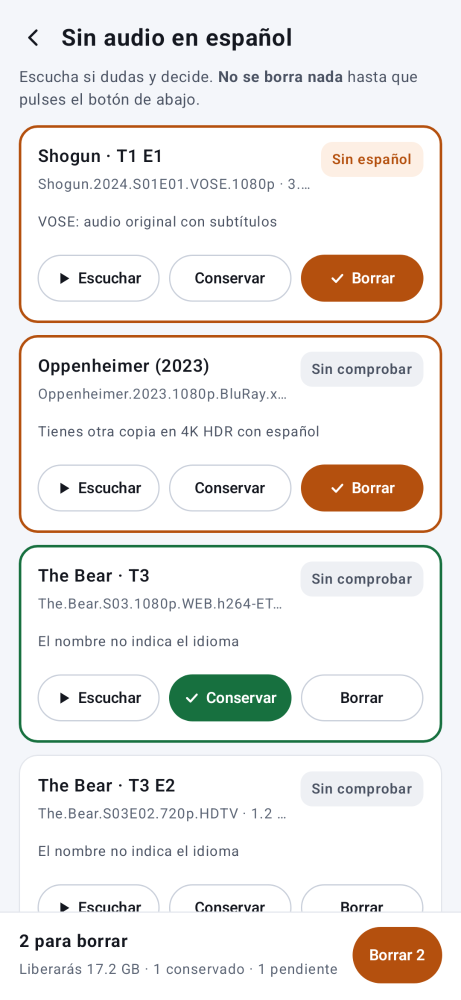 Sin audio en español
Escucha si dudas y decide. No se borra nada hasta que
pulses el botón de abajo.
Shogun · T1 E1
Sin español
Shogun.2024.S01E01.VOSE.1080p · 3.…
VOSE: audio original con subtítulos
Escuchar
Conservar
Borrar
Oppenheimer (2023)
Sin comprobar
Oppenheimer.2023.1080p.BluRay.x…
Tienes otra copia en 4K HDR con español
Escuchar
Conservar
Borrar
The Bear · T3
Sin comprobar
The.Bear.S03.1080p.WEB.h264-ET…
El nombre no indica el idioma
Escuchar
Conservar
Borrar
The Bear · T3 E2
Sin comprobar
The.Bear.S03E02.720p.HDTV · 1.2 …
El nombre no indica el idioma
Escuchar
Conservar
Borrar
2 para borrar
Liberarás 17.2 GB · 1 conservado · 1 pendiente
Borrar 2